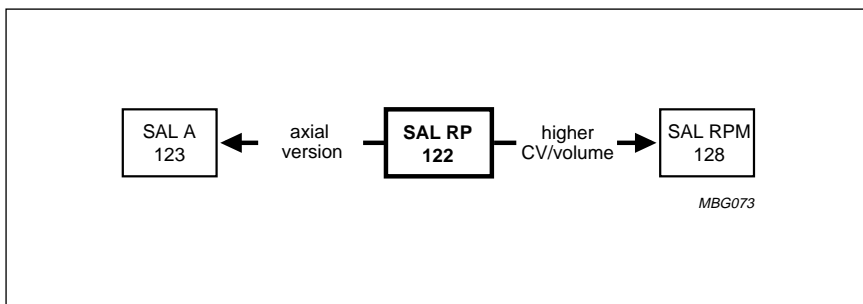 SAL A
123
axial
version
SAL RP
122
higher
CV/volume
SAL RPM
128
MBG073